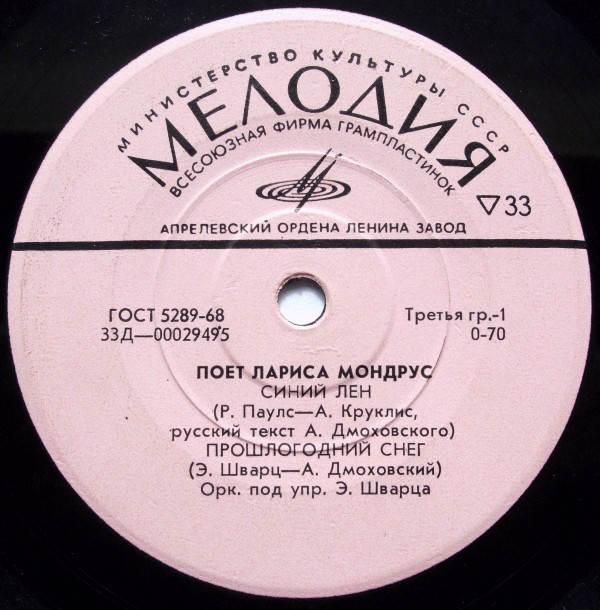 МИНИСТЕРСТВО КУЛЬТУРЫ СССР
МЕЛОДИЯ
ВСЕСОЮЗНАЯ ФИРМА ГРАМПЛАСТИНОК
▽33
АПРЕЛЕВСКИЙ ОРДЕНА ЛЕНИНА ЗАВОД
ГОСТ 5289-68
33Д—00029495
Третья гр.-1
0-70
ПОЕТ ЛАРИСА МОНДРУС
СИНИЙ ЛЕН
(Р. Паулс—А. Круклис,
русский текст А. Дмоховского)
ПРОШЛОГОДНИЙ СНЕГ
(Э. Шварц—А. Дмоховский)
Орк. под упр. Э. Шварца